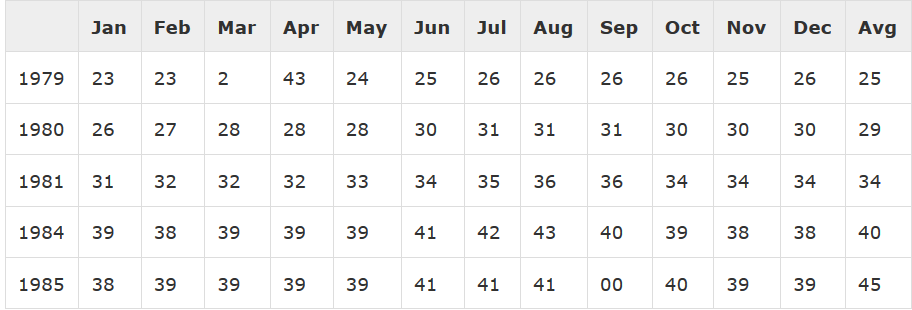 Jan Feb Mar Apr May Jun Jul Aug Sep Oct Nov Dec Avg
1979 23 23 2 43 24 25 26 26 26 26 25 26 25
1980 26 27 28 28 28 30 31 31 31 30 30 30 29
1981 31 32 32 32 33 34 35 36 36 34 34 34 34
1984 39 38 39 39 39 41 42 43 40 39 38 38 40
1985 38 39 39 39 39 41 41 41 00 40 39 39 45